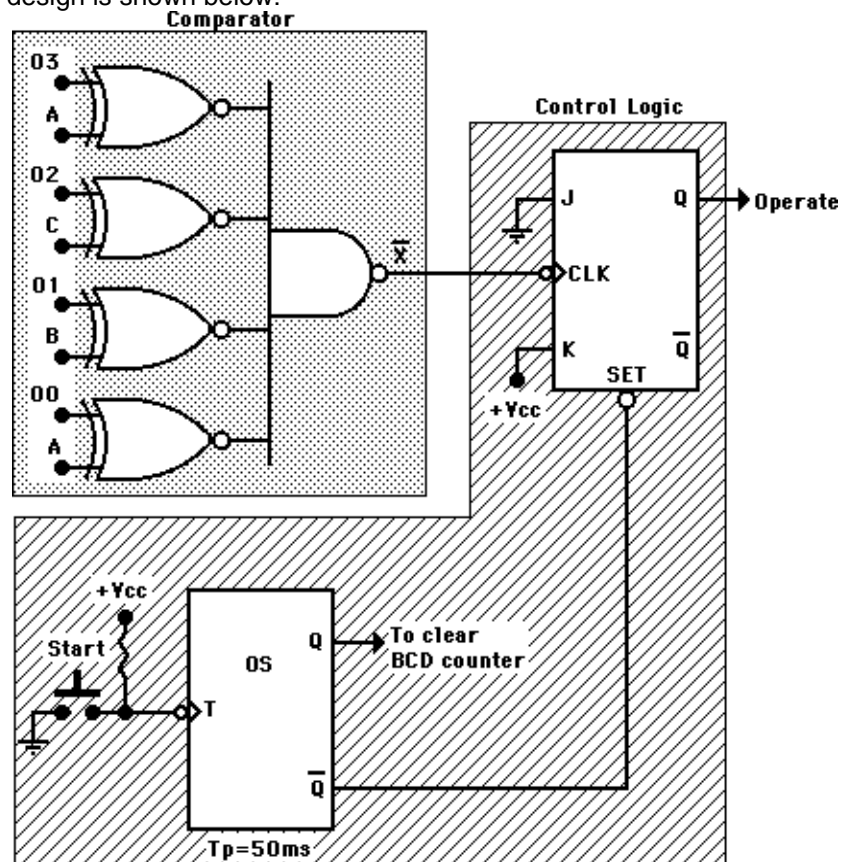 design is shown below.
Comparator
03
A
02
C
01
B
00
A
X̅
Control Logic
J
Q
Operate
CLK
K
Q̅
SET
+Vcc
+Vcc
Start
T
OS
Q
To clear
BCD counter
Q̅
Tp=50ms